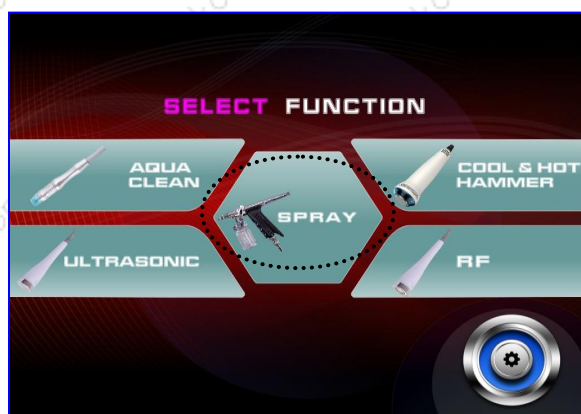 SELECT FUNCTION
AQUA
CLEAN
COOL & HOT
HAMMER
SPRAY
ULTRASONIC
RF